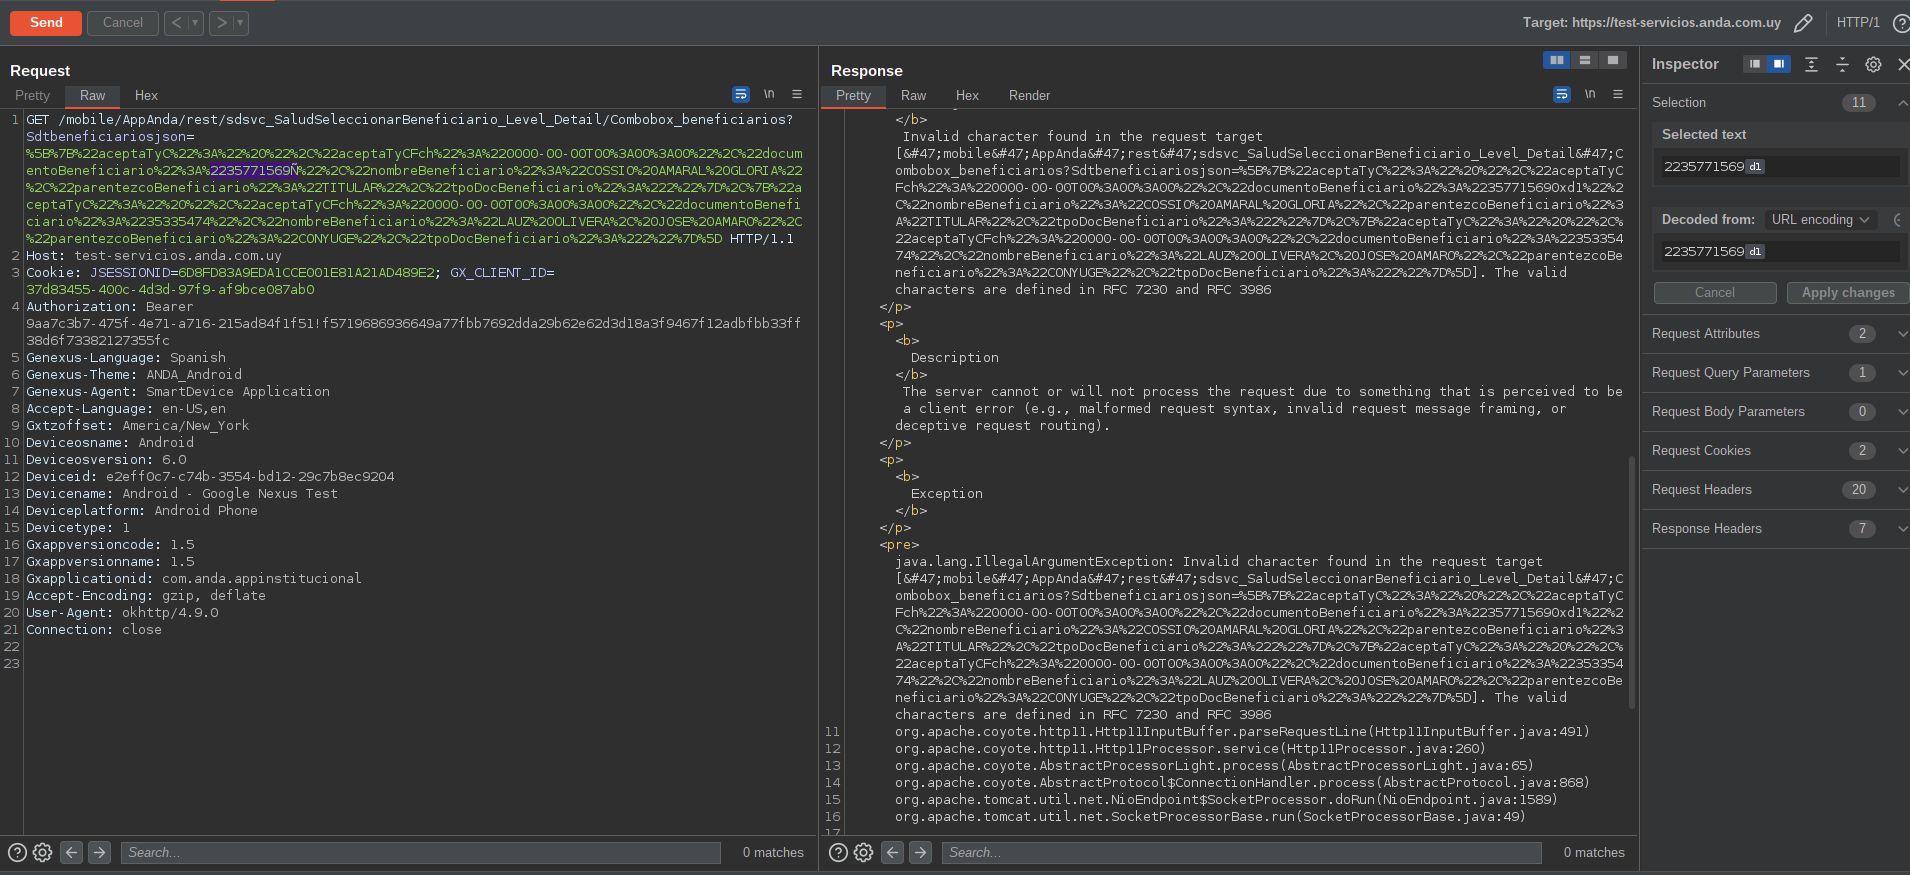 Send
Cancel
<
>
Target: https://test-servicios.anda.com.uy
HTTP/1
Request
Pretty
Raw
Hex
\n
1 GET /mobile/AppAnda/rest/sdsvc_SaludSeleccionarBeneficiario_Level_Detail/Combobox_beneficiarios?
Sdtbeneficiariosjson=
%5B%7B%22aceptaTyC%22%3A%22%20%22%2C%22aceptaTyCFch%22%3A%220000-00-00T00%3A00%3A00%22%2C%22docum
entoBeneficiario%22%3A%2235771569Ñ%22%2C%22nombreBeneficiario%22%3A%22COSSIO%20AMARAL%20GLORIA%22
%2C%22parentezcoBeneficiario%22%3A%22TITULAR%22%2C%22tpoDocBeneficiario%22%3A%222%22%7D%2C%7B%22a
ceptaTyC%22%3A%22%20%22%2C%22aceptaTyCFch%22%3A%220000-00-00T00%3A00%3A00%22%2C%22documentoBenefi
ciario%22%3A%2235335474%22%2C%22nombreBeneficiario%22%3A%22LAUZ%20OLIVERA%2C%20JOSE%20AMARO%22%2C
%22parentezcoBeneficiario%22%3A%22CONYUGE%22%2C%22tpoDocBeneficiario%22%3A%222%22%7D%5D HTTP/1.1
2 Host: test-servicios.anda.com.uy
3 Cookie: JSESSIONID=6D8FD83A9EDA1CCE001E81A21AD489E2; GX_CLIENT_ID=
37d83455-400c-4d3d-97f9-af9bce087ab0
4 Authorization: Bearer
9aa7c3b7-475f-4e71-a716-215ad84f1f51!f5719686936649a77fbb7692dda29b62e62d3d18a3f9467f12adbfbb33ff
38d6f73382127355fc
5 Genexus-Language: Spanish
6 Genexus-Theme: ANDA_Android
7 Genexus-Agent: SmartDevice Application
8 Accept-Language: en-US,en
9 Gxtzoffset: America/New_York
10 Deviceosname: Android
11 Deviceosversion: 6.0
12 Deviceid: e2eff0c7-c74b-3554-bd12-29c7b8ec9204
13 Devicename: Android - Google Nexus Test
14 Deviceplatform: Android Phone
15 Devicetype: 1
16 Gxappversioncode: 1.5
17 Gxappversionname: 1.5
18 Gxapplicationid: com.anda.appinstitucional
19 Accept-Encoding: gzip, deflate
20 User-Agent: okhttp/4.9.0
21 Connection: close
22
23
Search...
0 matches
Response
Pretty
Raw
Hex
Render
\n
</b>
Invalid character found in the request target
[&#47;mobile&#47;AppAnda&#47;rest&#47;sdsvc_SaludSeleccionarBeneficiario_Level_Detail&#47;C
ombobox_beneficiarios?Sdtbeneficiariosjson=%5B%7B%22aceptaTyC%22%3A%22%20%22%2C%22aceptaTy
CFch%22%3A%220000-00-00T00%3A00%3A00%22%2C%22documentoBeneficiario%22%3A%22357715690xd1%22%2
C%22nombreBeneficiario%22%3A%22COSSIO%20AMARAL%20GLORIA%22%2C%22parentezcoBeneficiario%22%3
A%22TITULAR%22%2C%22tpoDocBeneficiario%22%3A%222%22%7D%2C%7B%22aceptaTyC%22%3A%22%20%22%2C%
22aceptaTyCFch%22%3A%220000-00-00T00%3A00%3A00%22%2C%22documentoBeneficiario%22%3A%22353354
74%22%2C%22nombreBeneficiario%22%3A%22LAUZ%20OLIVERA%2C%20JOSE%20AMARO%22%2C%22parentezcoBe
neficiario%22%3A%22CONYUGE%22%2C%22tpoDocBeneficiario%22%3A%222%22%7D%5D]. The valid
characters are defined in RFC 7230 and RFC 3986
</p>
<p>
<b>
Description
</b>
The server cannot or will not process the request due to something that is perceived to be
a client error (e.g., malformed request syntax, invalid request message framing, or
deceptive request routing).
</p>
<p>
<b>
Exception
</b>
</p>
<pre>
java.lang.IllegalArgumentException: Invalid character found in the request target
[&#47;mobile&#47;AppAnda&#47;rest&#47;sdsvc_SaludSeleccionarBeneficiario_Level_Detail&#47;C
ombobox_beneficiarios?Sdtbeneficiariosjson=%5B%7B%22aceptaTyC%22%3A%22%20%22%2C%22aceptaTy
CFch%22%3A%220000-00-00T00%3A00%3A00%22%2C%22documentoBeneficiario%22%3A%22357715690xd1%22%2
C%22nombreBeneficiario%22%3A%22COSSIO%20AMARAL%20GLORIA%22%2C%22parentezcoBeneficiario%22%3
A%22TITULAR%22%2C%22tpoDocBeneficiario%22%3A%222%22%7D%2C%7B%22aceptaTyC%22%3A%22%20%22%2C%
22aceptaTyCFch%22%3A%220000-00-00T00%3A00%3A00%22%2C%22documentoBeneficiario%22%3A%22353354
74%22%2C%22nombreBeneficiario%22%3A%22LAUZ%20OLIVERA%2C%20JOSE%20AMARO%22%2C%22parentezcoBe
neficiario%22%3A%22CONYUGE%22%2C%22tpoDocBeneficiario%22%3A%222%22%7D%5D]. The valid
characters are defined in RFC 7230 and RFC 3986
11 org.apache.coyote.http11.Http11InputBuffer.parseRequestLine(Http11InputBuffer.java:491)
12 org.apache.coyote.http11.Http11Processor.service(Http11Processor.java:260)
13 org.apache.coyote.AbstractProcessorLight.process(AbstractProcessorLight.java:65)
14 org.apache.coyote.AbstractProtocol$ConnectionHandler.process(AbstractProtocol.java:868)
15 org.apache.tomcat.util.net.NioEndpoint$SocketProcessor.doRun(NioEndpoint.java:1589)
16 org.apache.tomcat.util.net.SocketProcessorBase.run(SocketProcessorBase.java:49)
17
Search...
0 matches
Inspector
Selection 11
Selected text
2235771569 d1
Decoded from: URL encoding
2235771569 d1
Cancel
Apply changes
Request Attributes 2
Request Query Parameters 1
Request Body Parameters 0
Request Cookies 2
Request Headers 20
Response Headers 7